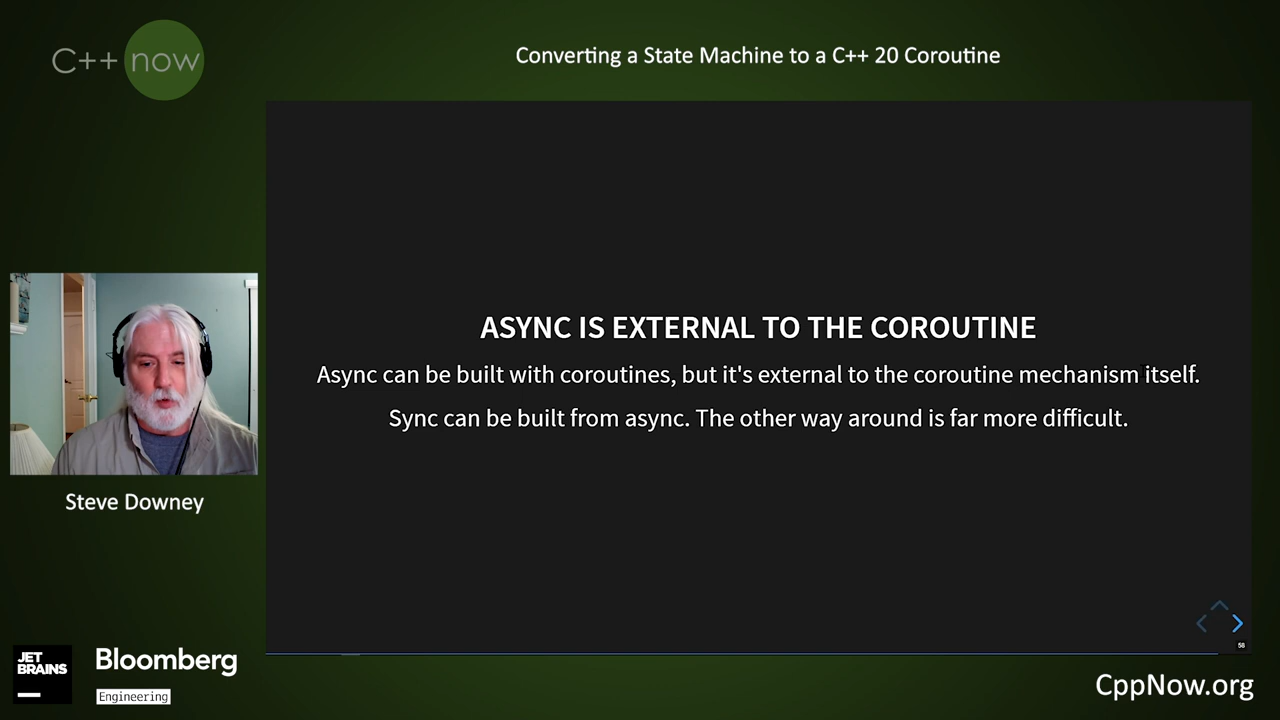 C++ now
Converting a State Machine to a C++ 20 Coroutine
ASYNC IS EXTERNAL TO THE COROUTINE
Async can be built with coroutines, but it's external to the coroutine mechanism itself.
Sync can be built from async. The other way around is far more difficult.
Steve Downey
58
JET
BRAINS
Bloomberg
Engineering
CppNow.org